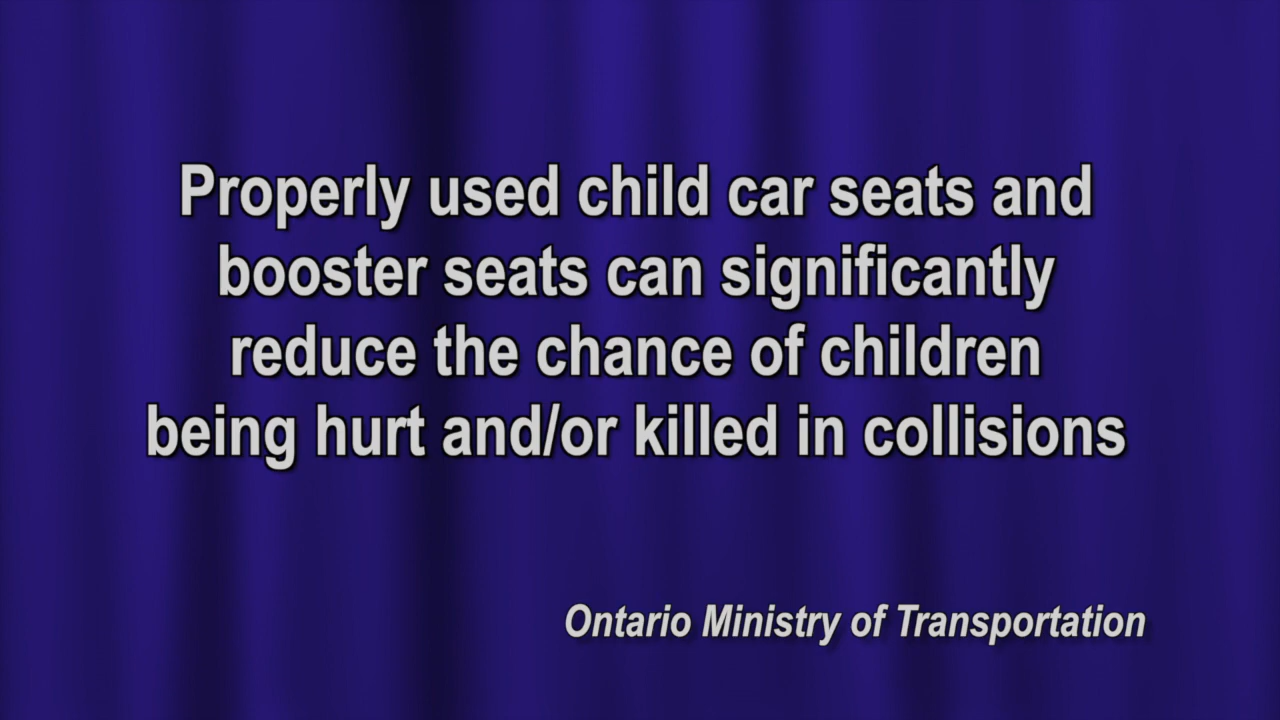 Properly used child car seats and
booster seats can significantly
reduce the chance of children
being hurt and/or killed in collisions
Ontario Ministry of Transportation